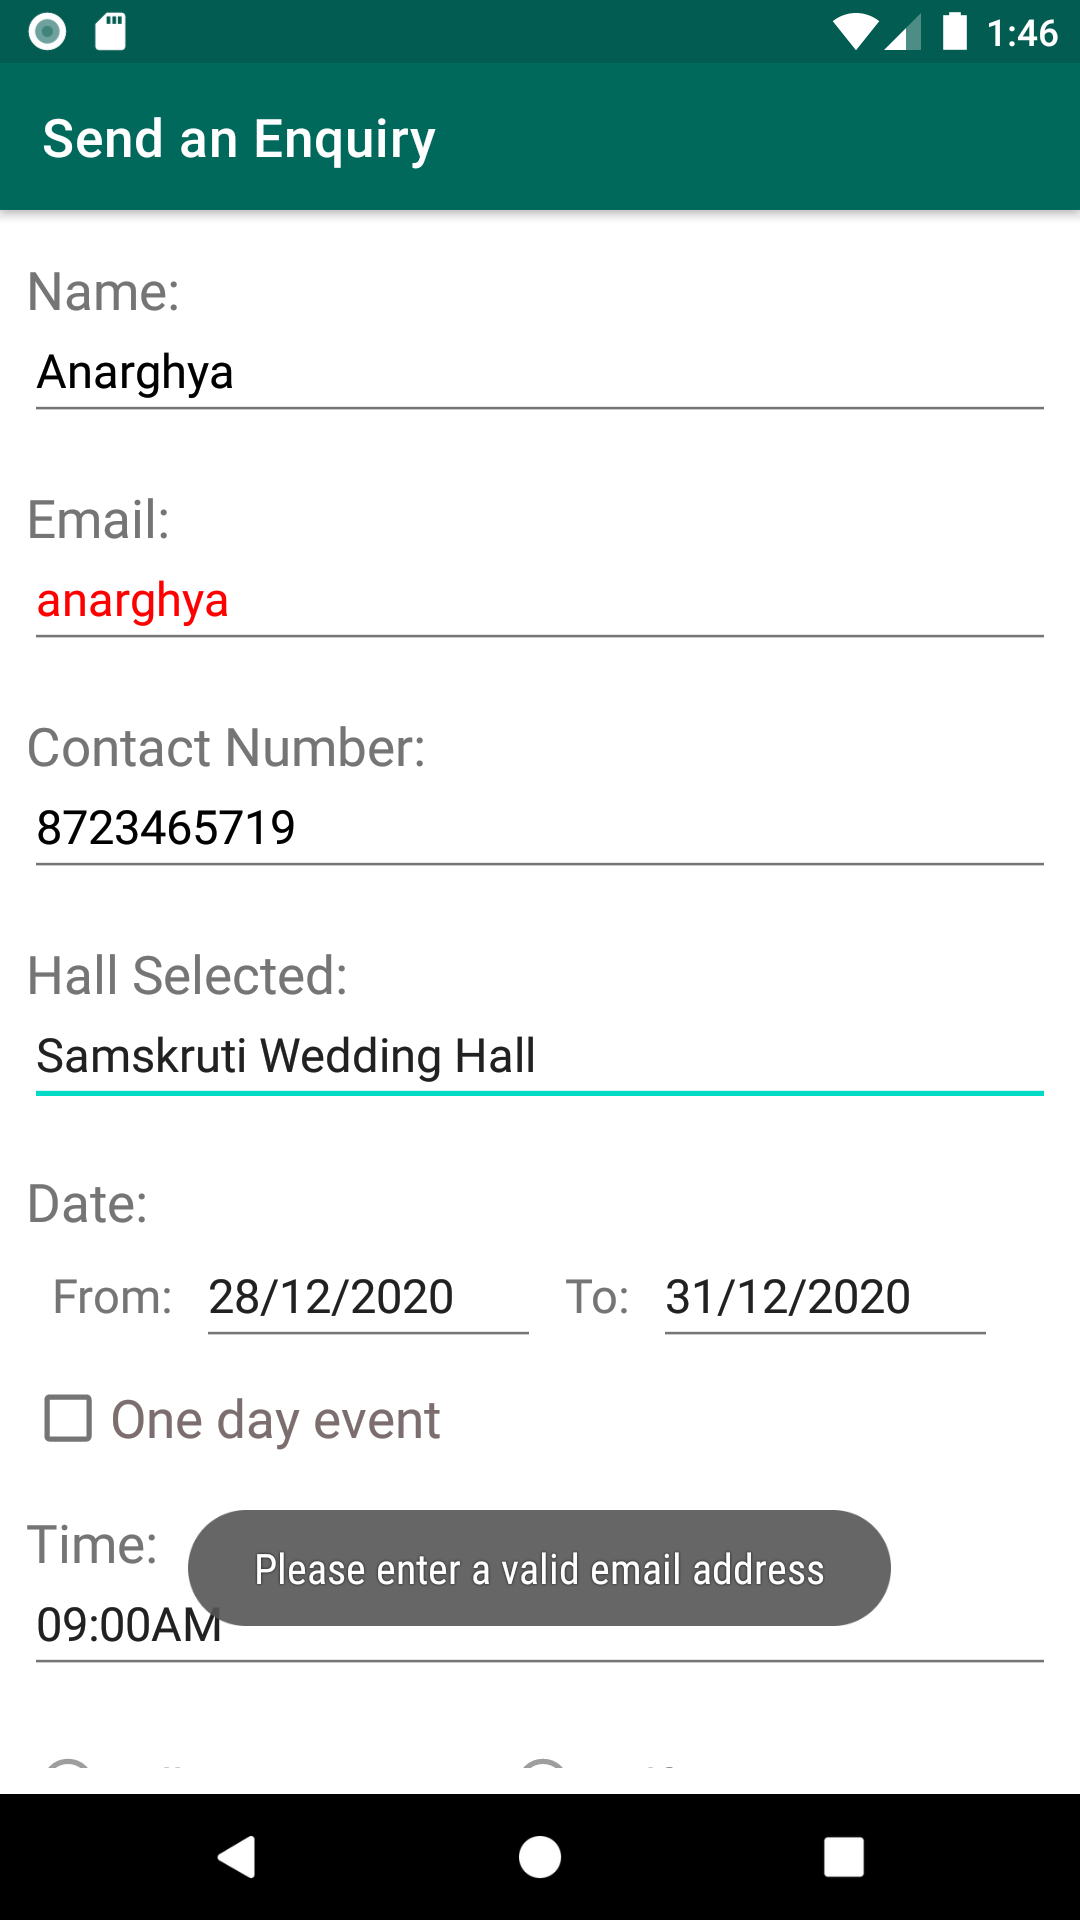 1:46
Send an Enquiry
Name:
Anarghya
Email:
anarghya
Contact Number:
8723465719
Hall Selected:
Samskruti Wedding Hall
Date:
From: 28/12/2020 To: 31/12/2020
One day event
Time:
Please enter a valid email address
09:00AM